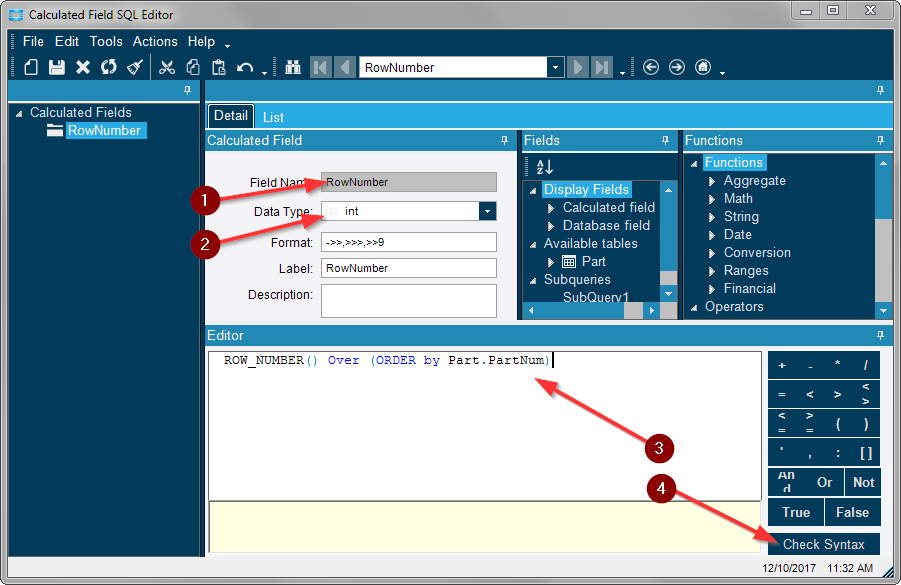 Calculated Field SQL Editor
File Edit Tools Actions Help
RowNumber
Calculated Fields
RowNumber
Detail List
Calculated Field
Field Nam
RowNumber
1
Data Type:
int
2
Format:
->>,>>>,>>9
Label:
RowNumber
Description:
Fields
A
Z
Display Fields
Calculated field
Database field
Available tables
Part
Subqueries
SubQuery1
Functions
Functions
Aggregate
Math
String
Date
Conversion
Ranges
Financial
Operators
Editor
ROW_NUMBER() Over (ORDER by Part.PartNum)
3
4
+ - * /
= < > < >
< = > = ( )
' , : [ ]
And Or Not
True False
Check Syntax
12/10/2017 11:32 AM